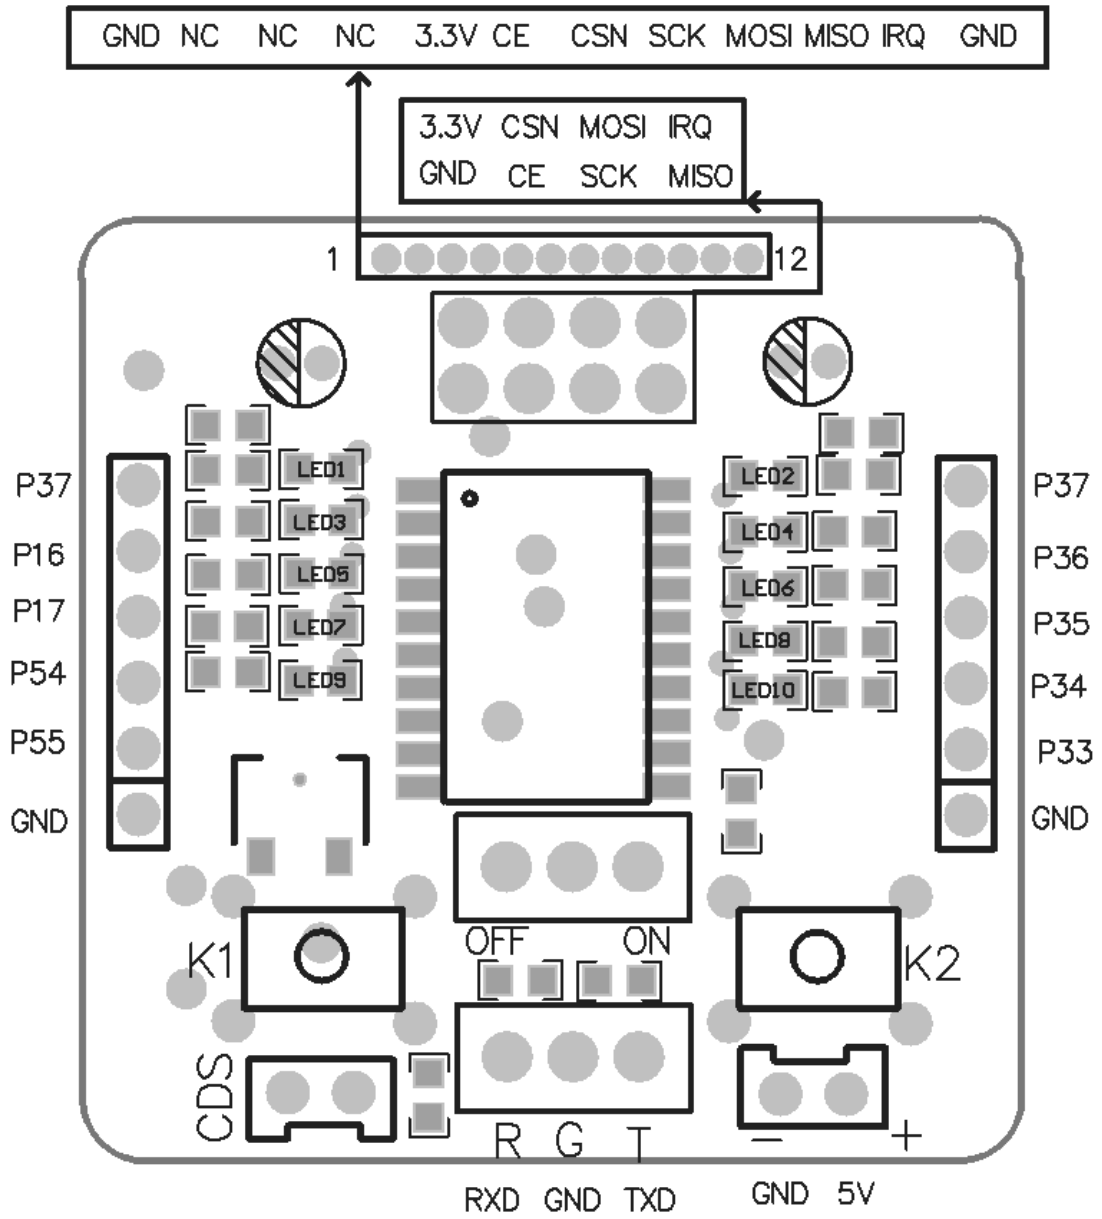 GND NC NC NC 3.3V CE CSN SCK MOSI MISO IRQ GND
3.3V CSN MOSI IRQ
GND CE SCK MISO
1 12
P37 LED1 LED2 P37
P16 LED3 LED4 P36
P17 LED5 LED6 P35
P54 LED7 LED8 P34
LED9 LED10
P55 P33
GND GND
OFF ON
K1 K2
CDS
R G T - +
RXD GND TXD GND 5V